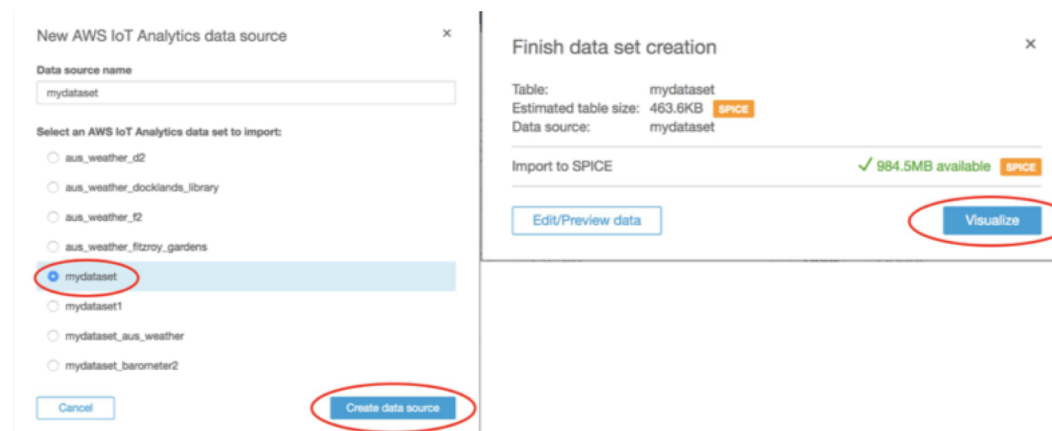 New AWS IoT Analytics data source ×
Data source name
mydataset
Select an AWS IoT Analytics data set to import:
aus_weather_d2
aus_weather_docklands_library
aus_weather_f2
aus_weather_fitzroy_gardens
mydataset
mydataset1
mydataset_aus_weather
mydataset_barometer2
Cancel Create data source
Finish data set creation ×
Table: mydataset
Estimated table size: 463.6KB SPICE
Data source: mydataset
Import to SPICE ✓ 984.5MB available SPICE
Edit/Preview data Visualize